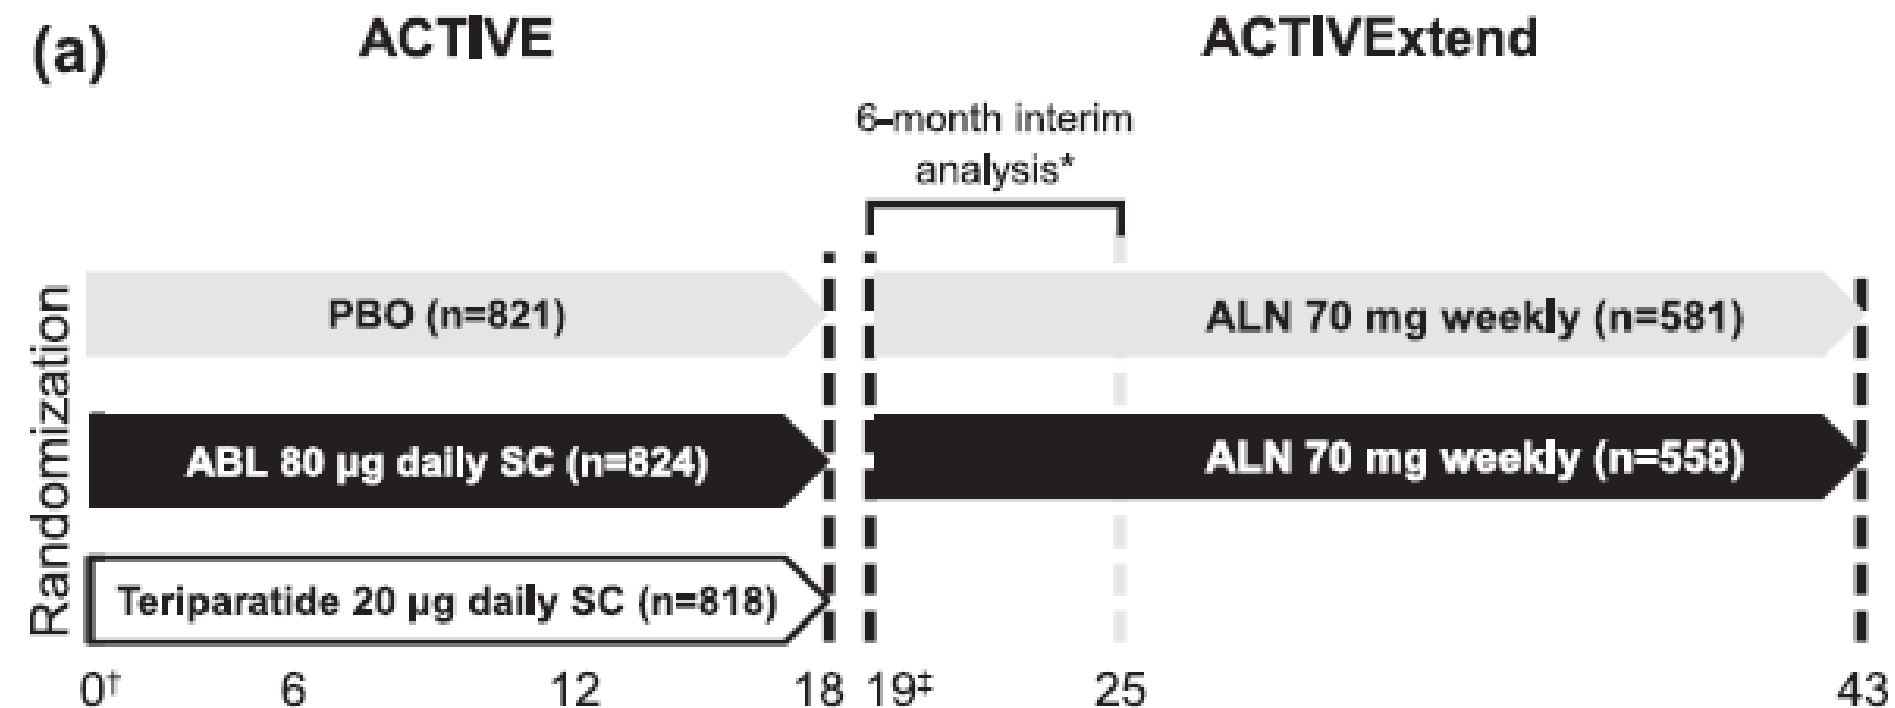 (a)
ACTIVE
ACTIVExtend
6-month interim
analysis*
Randomization
PBO (n=821)
ALN 70 mg weekly (n=581)
ABL 80 µg daily SC (n=824)
ALN 70 mg weekly (n=558)
Teriparatide 20 µg daily SC (n=818)
0† 6 12 18 19‡ 25 43